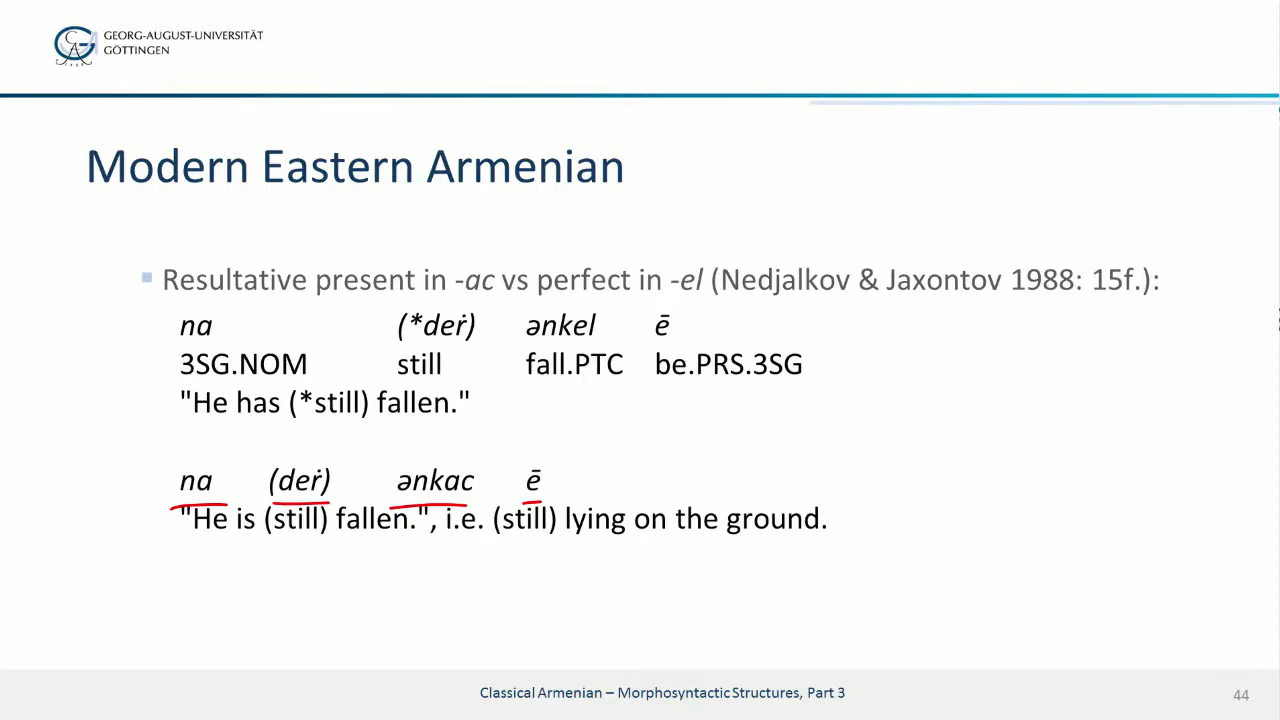 GEORG-AUGUST-UNIVERSITÄT
GÖTTINGEN
Modern Eastern Armenian
Resultative present in -ac vs perfect in -el (Nedjalkov & Jaxontov 1988: 15f.):
na (*deṙ) ənkel ē
3SG.NOM still fall.PTC be.PRS.3SG
"He has (*still) fallen."
na (deṙ) ənkac ē
"He is (still) fallen.", i.e. (still) lying on the ground.
Classical Armenian – Morphosyntactic Structures, Part 3
44